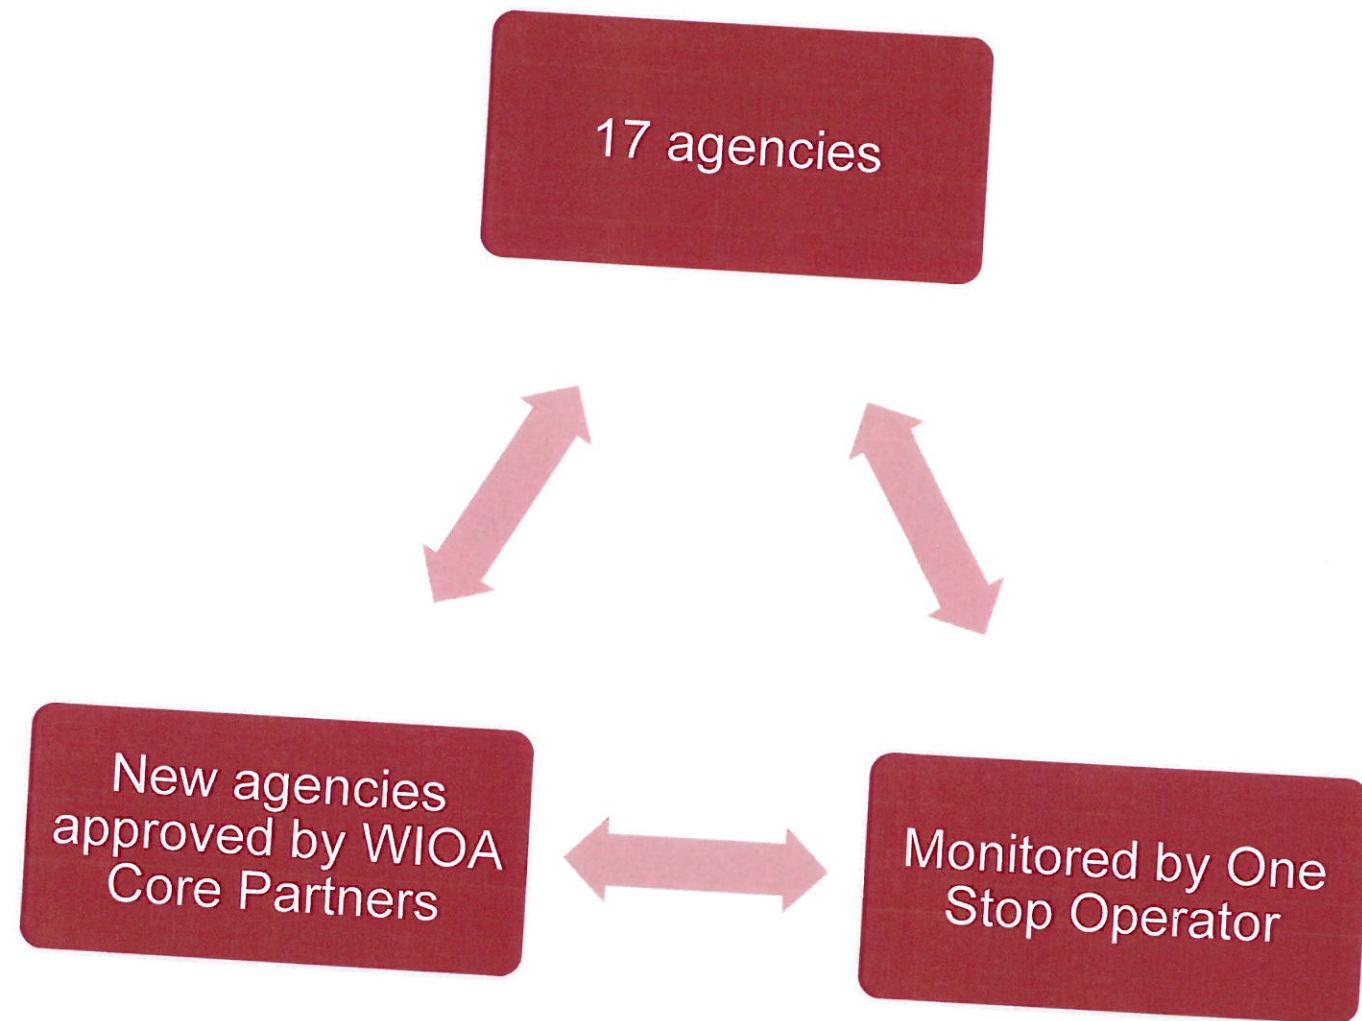 17 agencies
New agencies
approved by WIOA
Core Partners
Monitored by One
Stop Operator